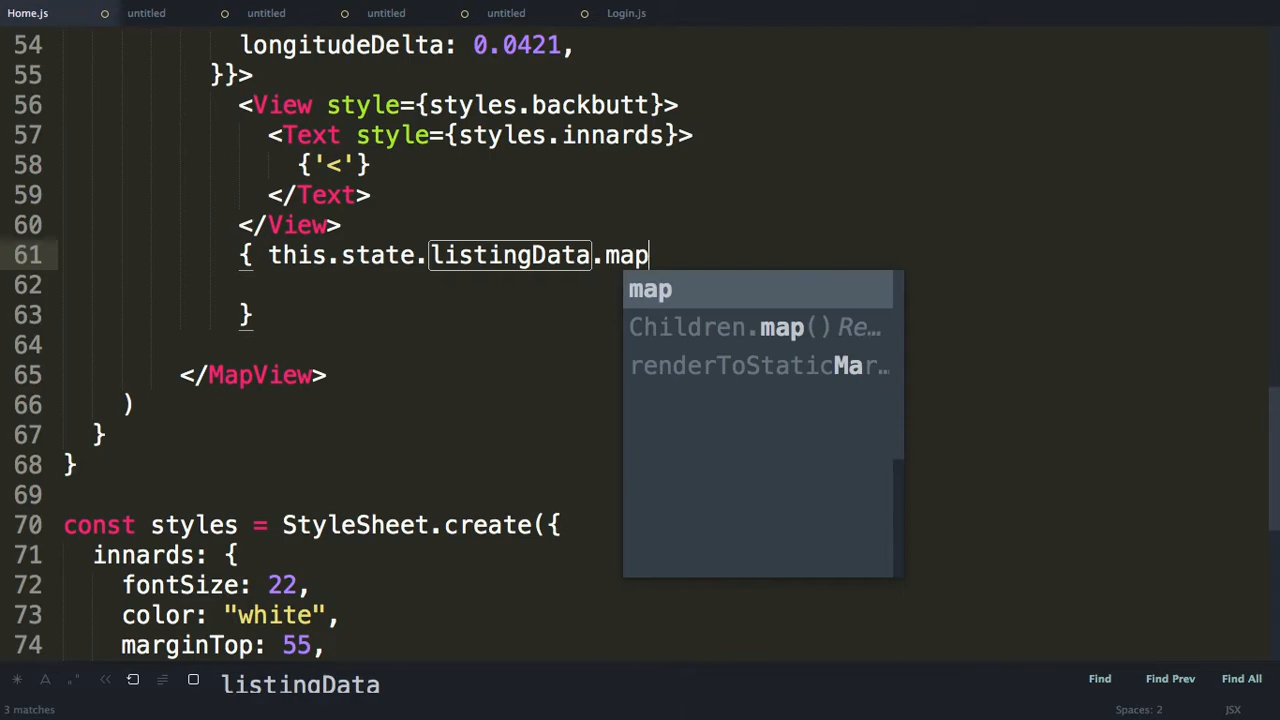 Home.js untitled untitled untitled untitled Login.js
54 longitudeDelta: 0.0421,
55 }}>
56 <View style={styles.backbutt}>
57 <Text style={styles.innards}>
58 {'<'}
59 </Text>
60 </View>
61 { this.state.listingData.map
62
map
63 }
Children.map() Re…
64
renderToStaticMar…
65 </MapView>
66 )
67 }
68 }
69
70 const styles = StyleSheet.create({
71 innards: {
72 fontSize: 22,
73 color: "white",
74 marginTop: 55,
listingData Find Find Prev Find All
3 matches Spaces: 2 JSX